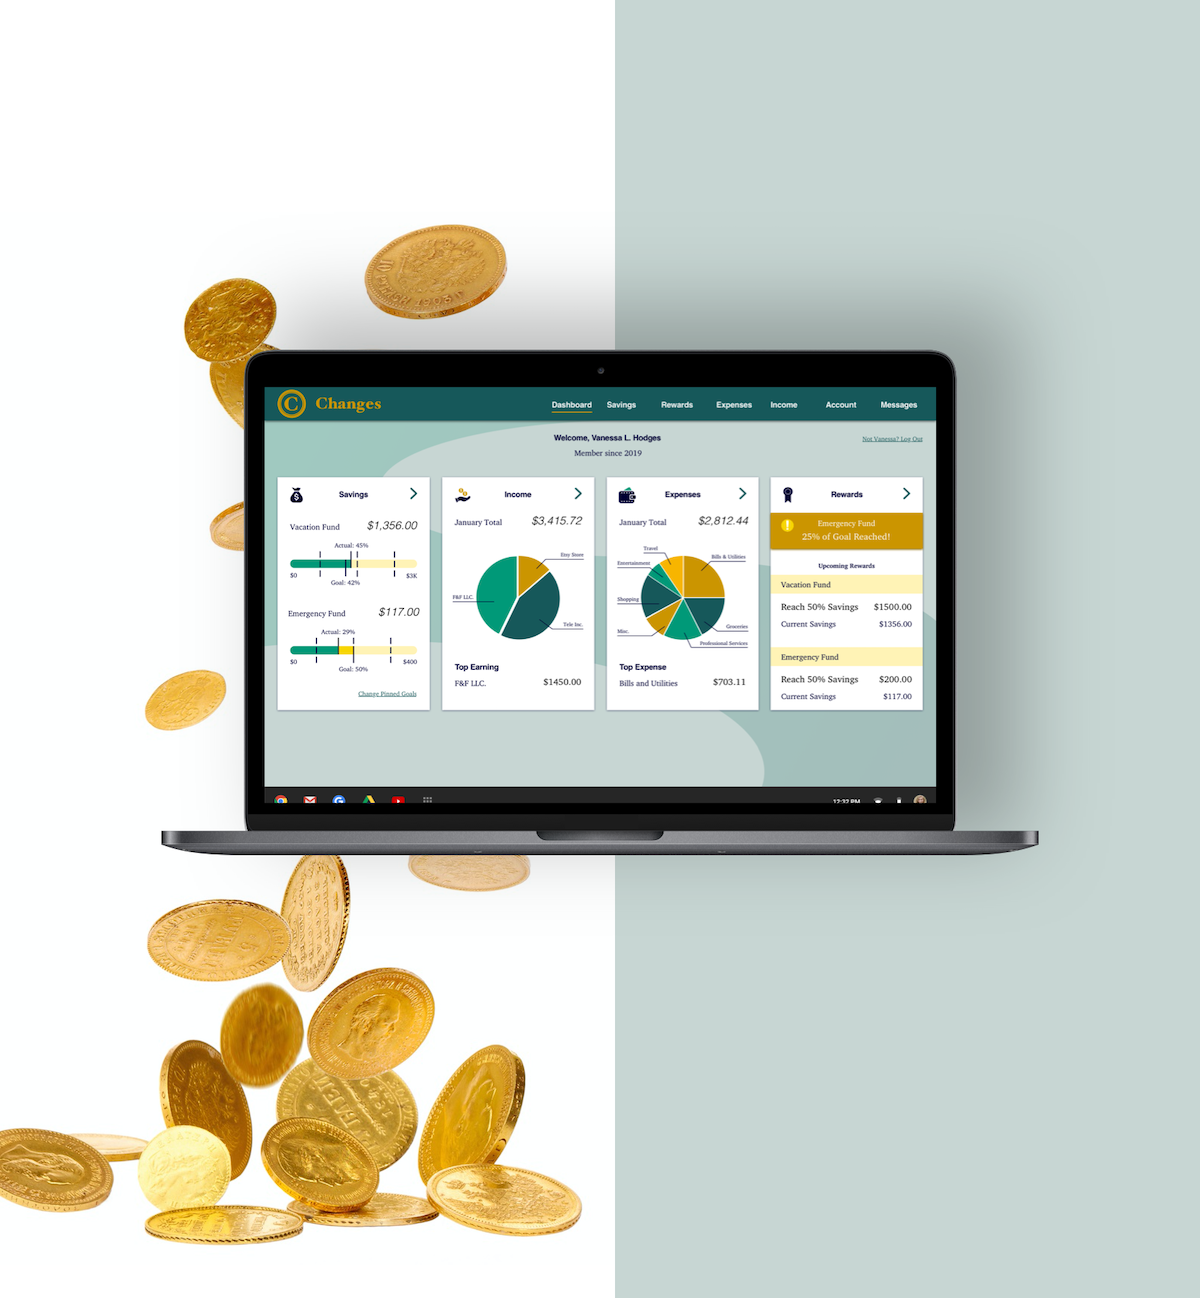 Changes
Dashboard Savings Rewards Expenses Income Account Messages
Welcome, Vanessa L. Hodges
Not Vanessa? Log Out
Member since 2019
Savings
Vacation Fund $1,356.00
Actual: 45%
$0 $3K
Goal: 42%
Emergency Fund $117.00
Actual: 29%
$0 $400
Goal: 50%
Change Pinned Goals
Income
January Total $3,415.72
Etsy Store
F&F LLC.
Tele Inc.
Top Earning
F&F LLC. $1450.00
Expenses
January Total $2,812.44
Travel
Bills & Utilities
Entertainment
Shopping
Groceries
Misc.
Professional Services
Top Expense
Bills and Utilities $703.11
Rewards
Emergency Fund
25% of Goal Reached!
Upcoming Rewards
Vacation Fund
Reach 50% Savings $1500.00
Current Savings $1356.00
Emergency Fund
Reach 50% Savings $200.00
Current Savings $117.00
12:32 PM